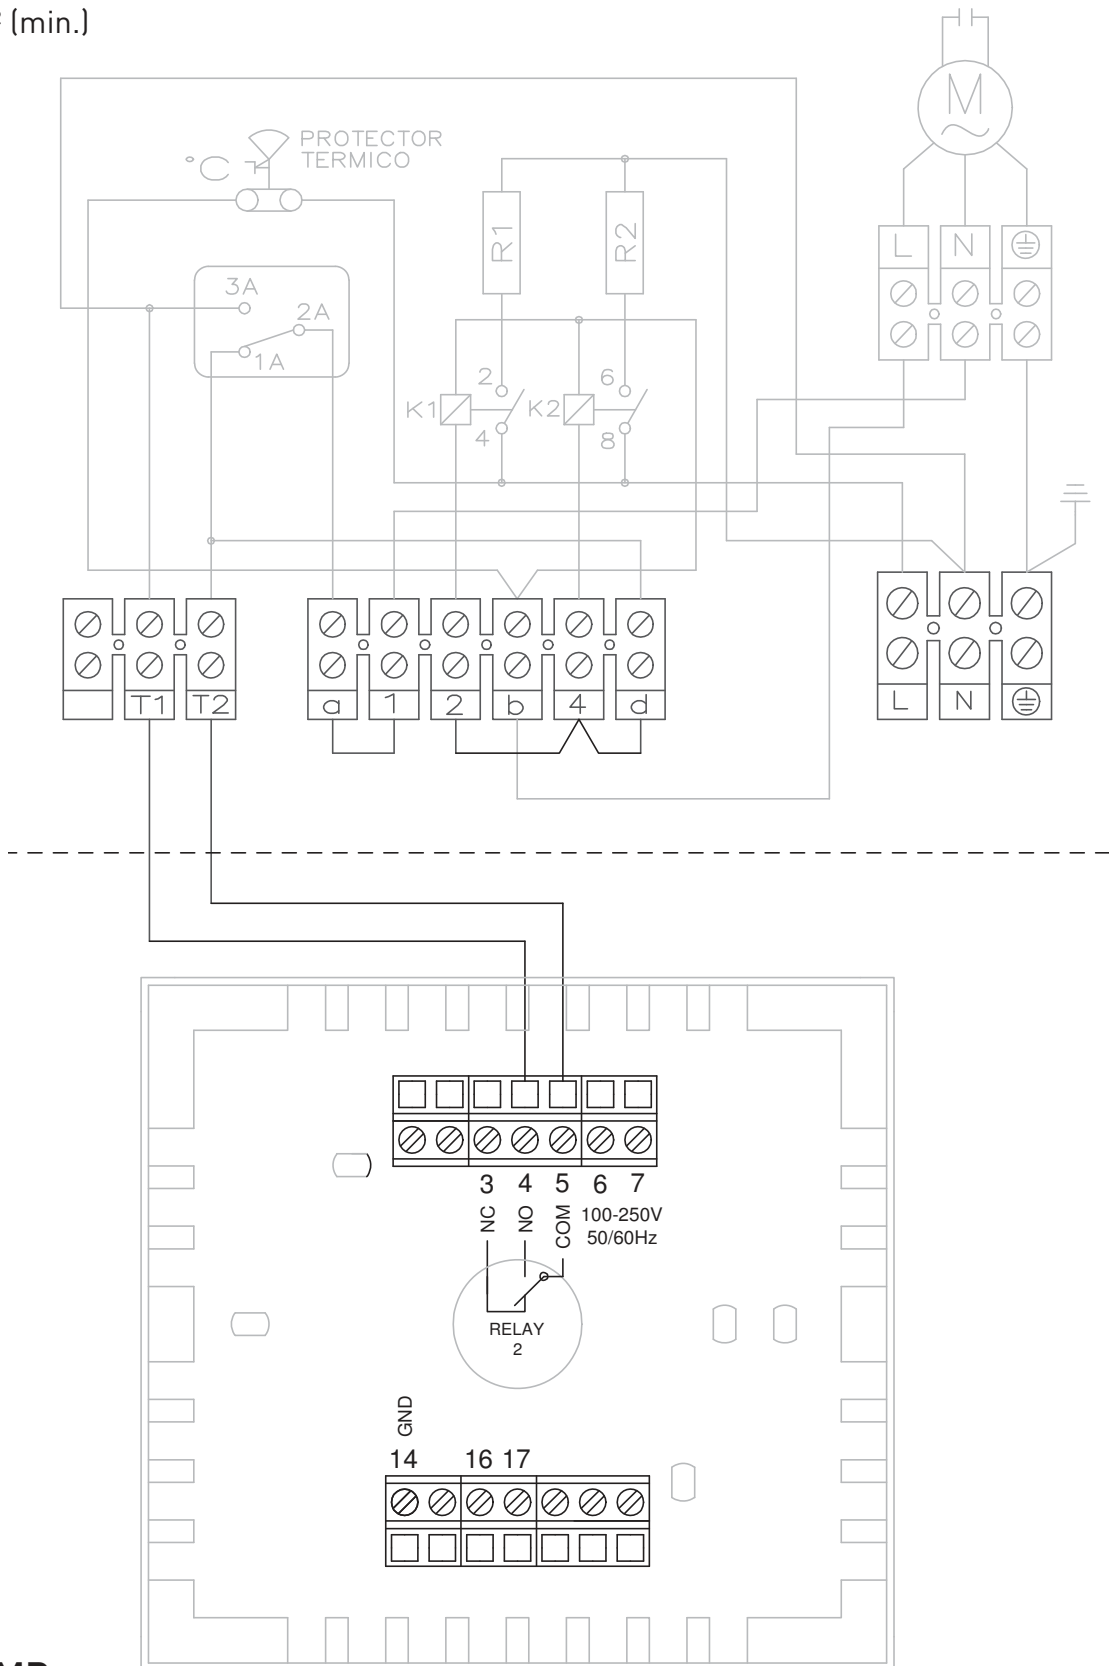 (min.)
M
PROTECTOR
°C TERMICO
R1 R2
L N
3A
2A
1A
2 6
K1 K2
4 8
T1 T2 a 1 2 b 4 d L N
3 4 5 6 7
NC NO COM 100-250V
50/60Hz
RELAY
2
GND
14 16 17